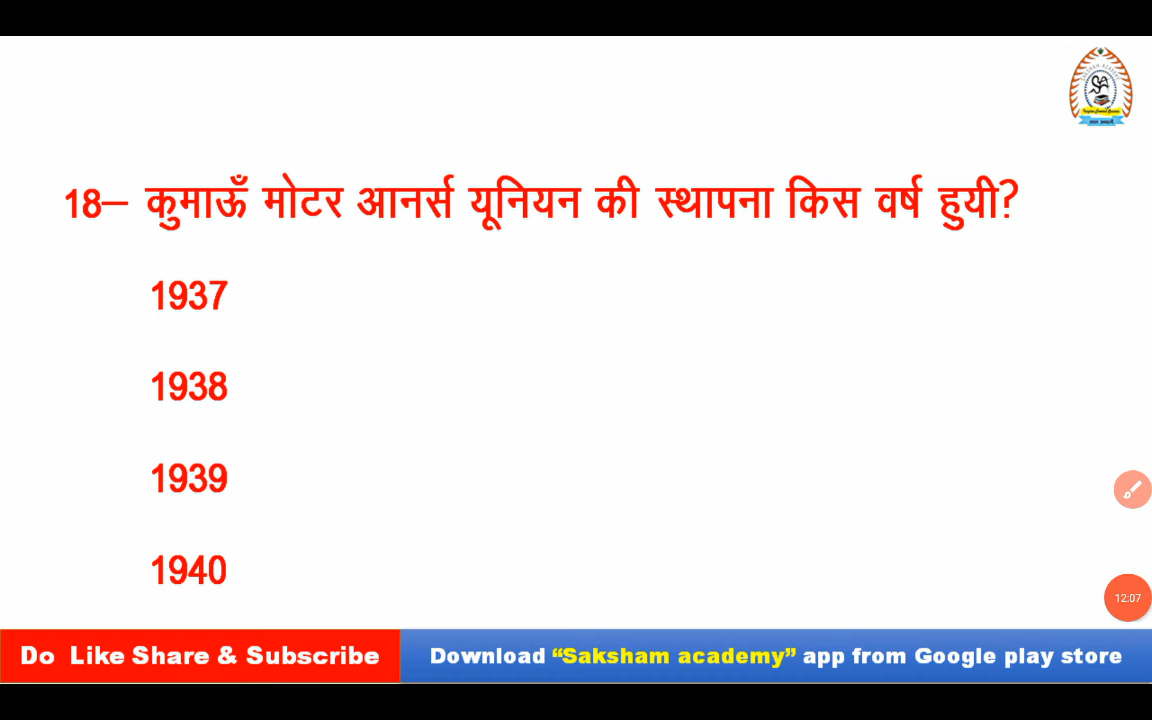 18– कुमाऊँ मोटर आनर्स यूनियन की स्थापना किस वर्ष हुयी?
1937
1938
1939
1940
12:07
Do Like Share & Subscribe
Download “Saksham academy” app from Google play store